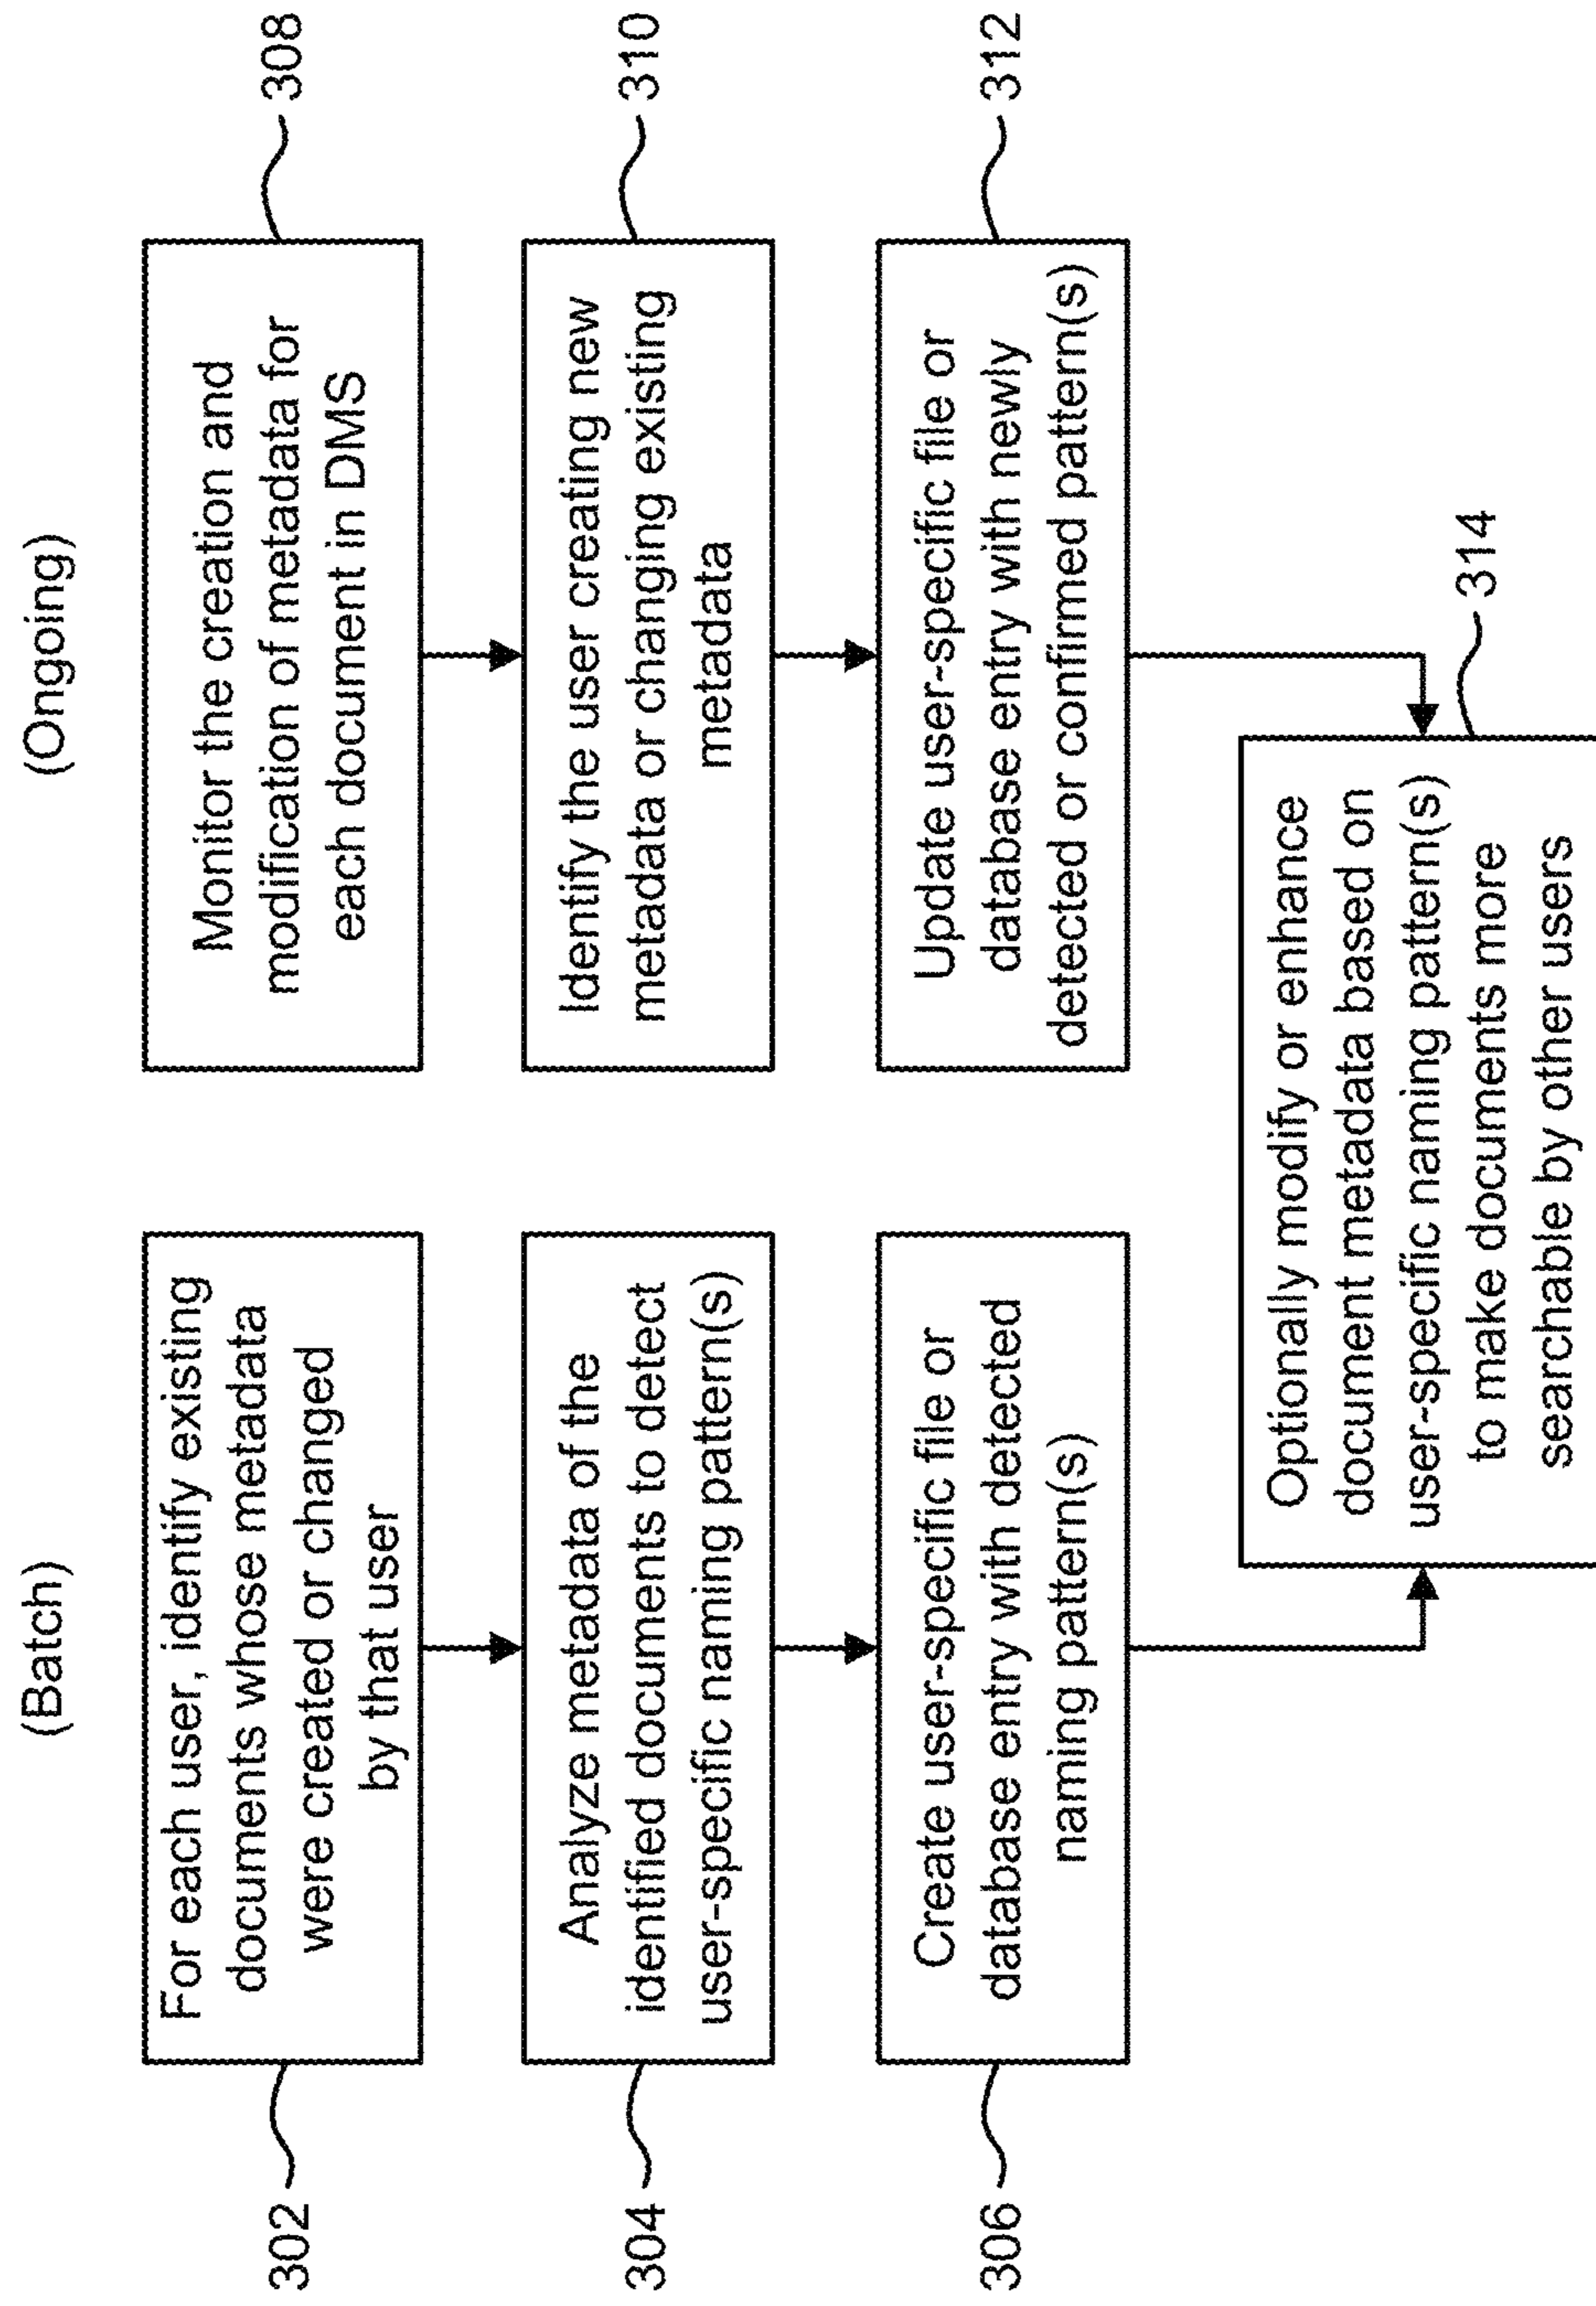 (Batch)
302
For each user, identify existing
documents whose metadata
were created or changed
by that user
304
Analyze metadata of the
identified documents to detect
user-specific naming pattern(s)
306
Create user-specific file or
database entry with detected
naming pattern(s)
(Ongoing)
308
Monitor the creation and
modification of metadata for
each document in DMS
310
Identify the user creating new
metadata or changing existing
metadata
312
Update user-specific file or
database entry with newly
detected or confirmed pattern(s)
314
Optionally modify or enhance
document metadata based on
user-specific naming pattern(s)
to make documents more
searchable by other users